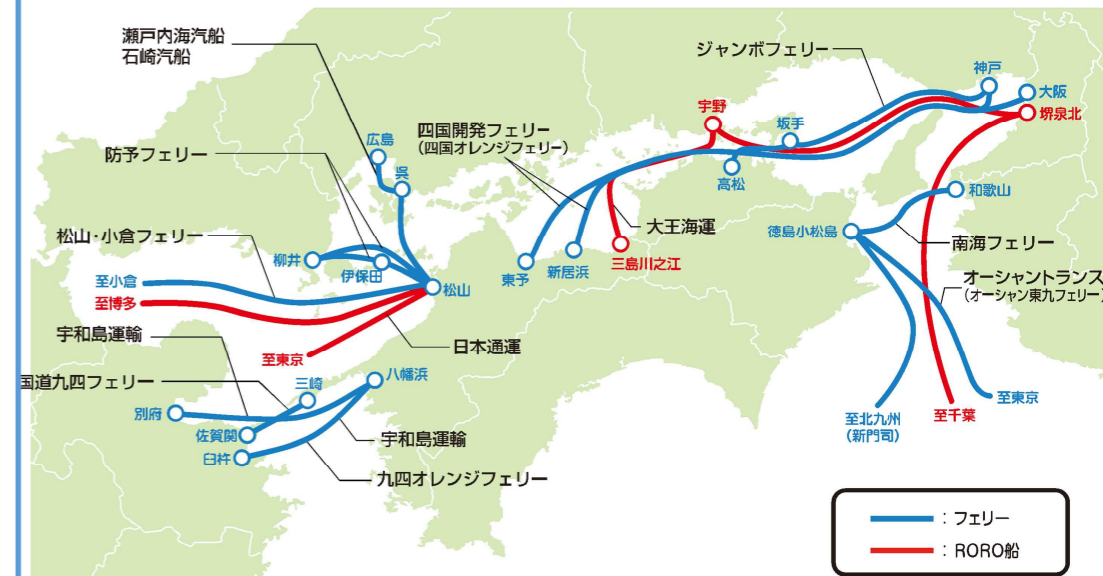 瀬戸内海汽船
石崎汽船
ジャンボフェリー
神戸
大阪
宇野
堺泉北
坂手
広島
四国開発フェリー
(四国オレンジフェリー)
防予フェリー
呉
高松
和歌山
大王海運
徳島小松島
松山・小倉フェリー
南海フェリー
柳井
伊保田
東予
新居浜
三島川之江
至小倉
松山
オーシャントランス
(オーシャン東九フェリー)
至博多
宇和島運輸
日本通運
至東京
国道九四フェリー
三崎
八幡浜
至東京
別府
至北九州
(新門司)
至千葉
佐賀関
宇和島運輸
臼杵
九四オレンジフェリー
:フェリー
:RORO船